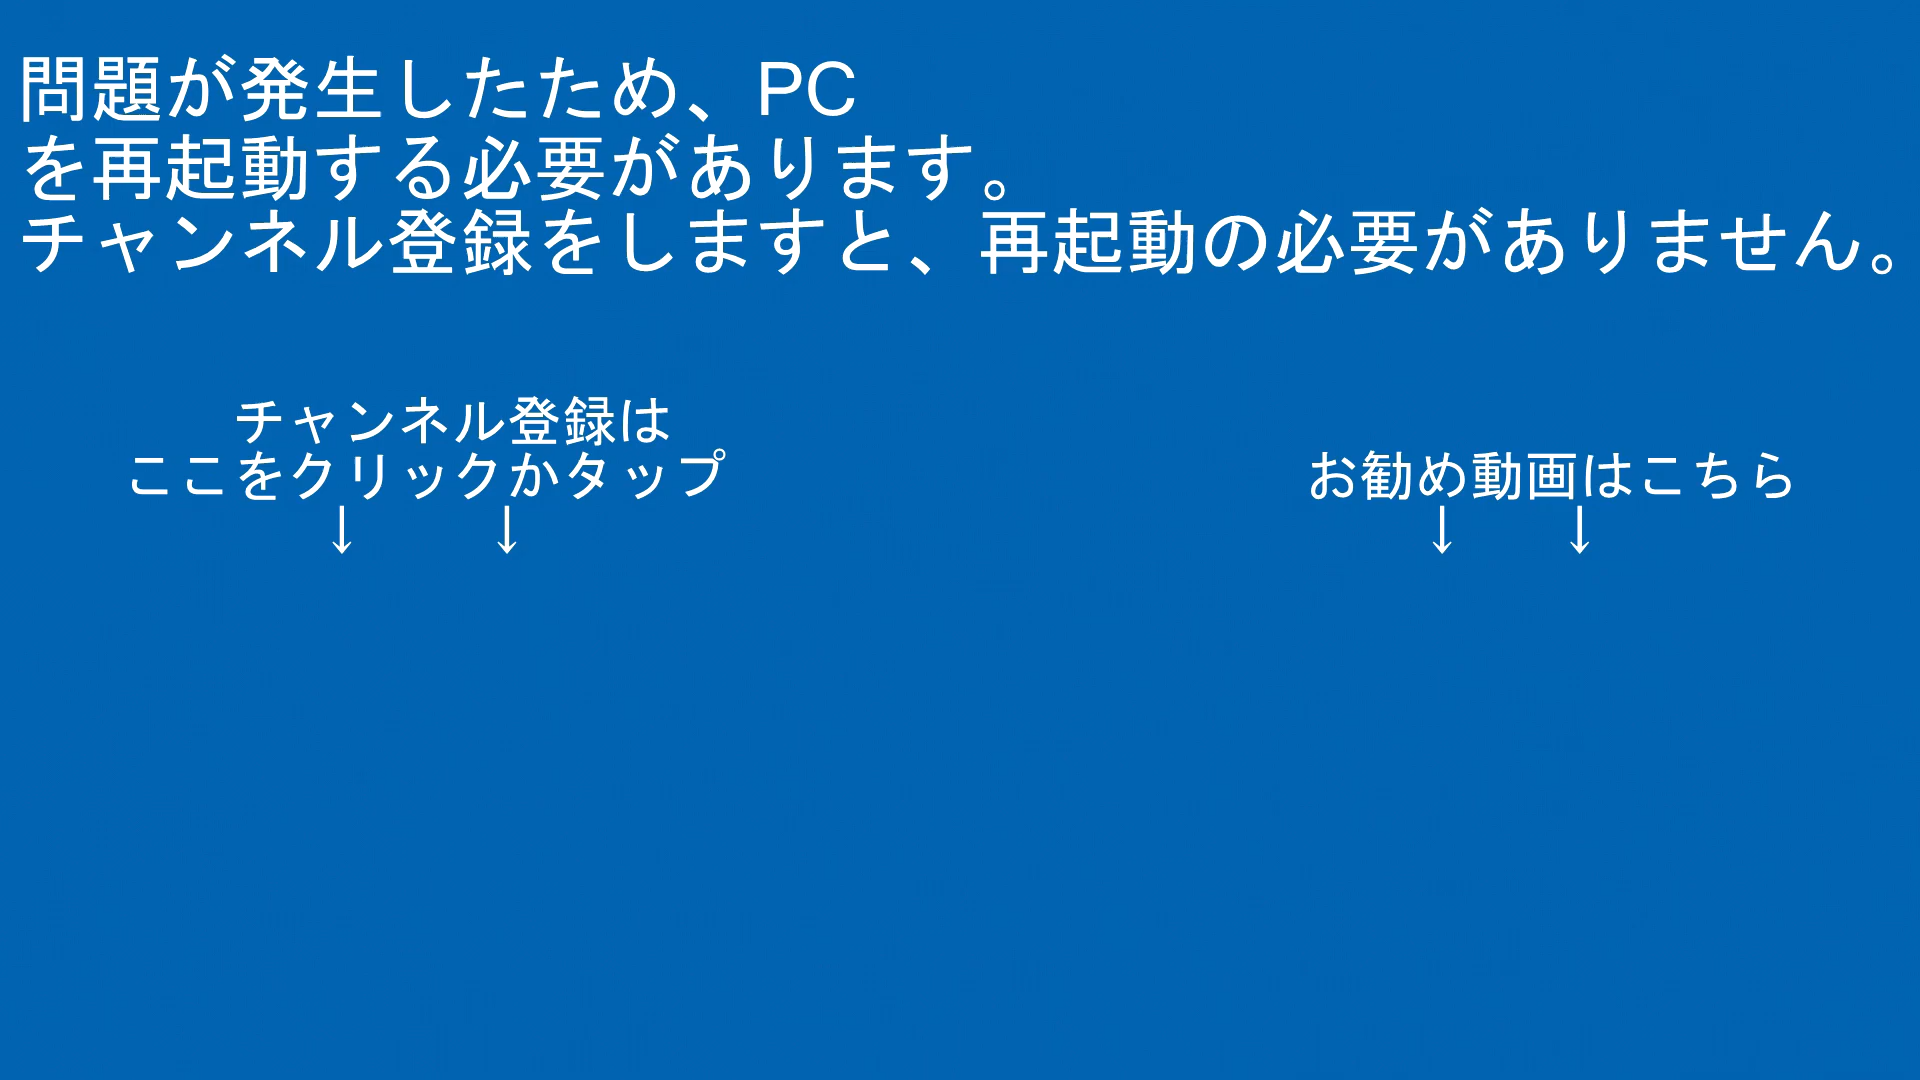 問題が発生したため、PC
を再起動する必要があります。
チャンネル登録をしますと、再起動の必要がありません。
チャンネル登録は
ここをクリックかタップ
↓ ↓
お勧め動画はこちら
↓ ↓